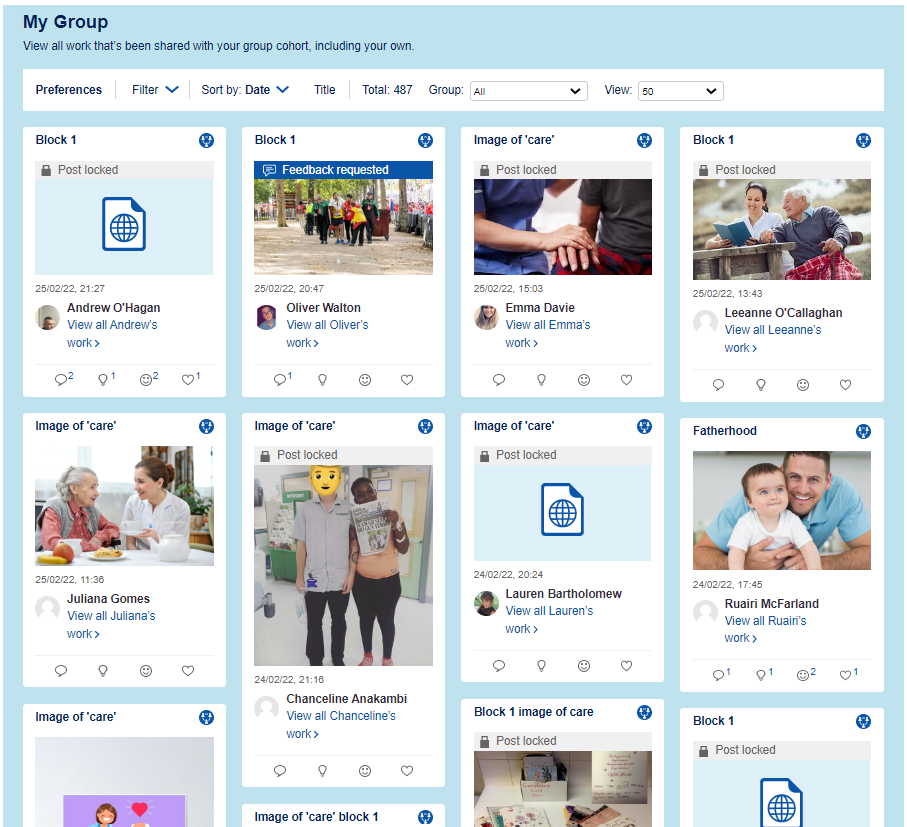 My Group
View all work that's been shared with your group cohort, including your own.
Preferences Filter Sort by: Date Title Total: 487 Group: All View: 50
Block 1
Post locked
25/02/22, 21:27
Andrew O'Hagan
View all Andrew's
work >
2 1 2 1
Block 1
Feedback requested
25/02/22, 20:47
Oliver Walton
View all Oliver's
work >
1
Image of 'care'
Post locked
25/02/22, 15:03
Emma Davie
View all Emma's
work >
Block 1
Post locked
25/02/22, 13:43
Leeanne O'Callaghan
View all Leeanne's
work >
Image of 'care'
25/02/22, 11:36
Juliana Gomes
View all Juliana's
work >
Image of 'care'
Post locked
24/02/22, 21:16
Chanceline Anakambi
View all Chanceline's
work >
Image of 'care'
Post locked
24/02/22, 20:24
Lauren Bartholomew
View all Lauren's
work >
Fatherhood
24/02/22, 17:45
Ruairi McFarland
View all Ruairi's
work >
1 1 2 1
Image of 'care'
Image of 'care' block 1
Block 1 image of care
Post locked
Block 1
Post locked